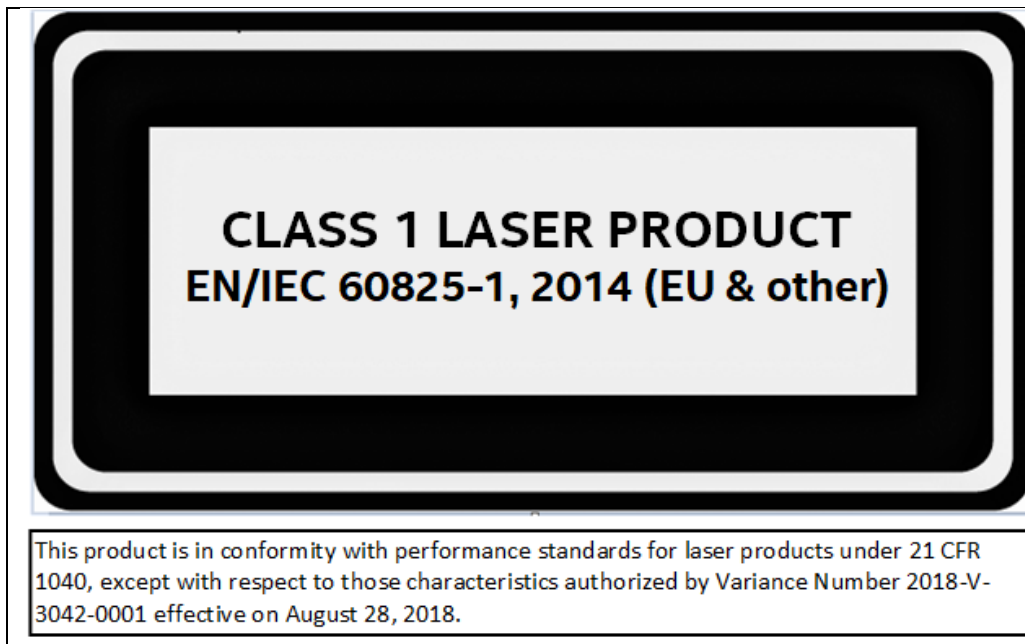 CLASS 1 LASER PRODUCT
EN/IEC 60825-1, 2014 (EU & other)
This product is in conformity with performance standards for laser products under 21 CFR
1040, except with respect to those characteristics authorized by Variance Number 2018-V-
3042-0001 effective on August 28, 2018.